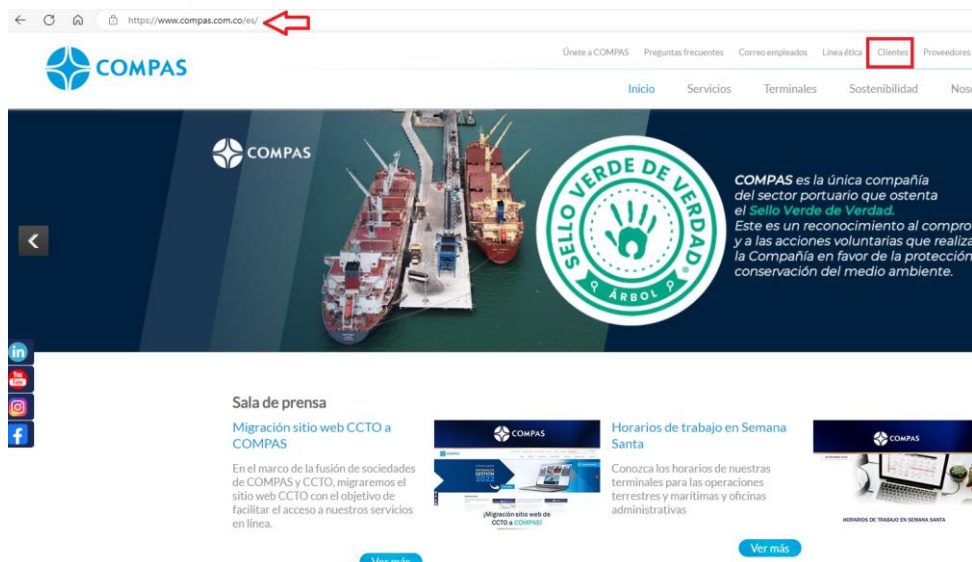 https://www.compas.com.co/es/
COMPAS
Únete a COMPAS Preguntas frecuentes Correo empleados Línea ética Clientes Proveedores
Inicio Servicios Terminales Sostenibilidad
COMPAS
SELLO VERDE DE VERDAD
ÁRBOL
COMPAS es la única compañía
del sector portuario que ostenta
el Sello Verde de Verdad.
Este es un reconocimiento al compro
y a las acciones voluntarias que realiza
la Compañía en favor de la protección
conservación del medio ambiente.
in
You
Tube
f
Sala de prensa
Migración sitio web CCTO a
COMPAS
En el marco de la fusión de sociedades
de COMPAS y CCTO, migraremos el
sitio web CCTO con el objetivo de
facilitar el acceso a nuestros servicios
en línea.
Ver más
COMPAS
2022
¡Migración sitio web de
CCTO a COMPAS!
Horarios de trabajo en Semana
Santa
Conozca los horarios de nuestras
terminales para las operaciones
terrestres y marítimas y oficinas
administrativas
Ver más
COMPAS
HORARIOS DE TRABAJO EN SEMANA SANTA